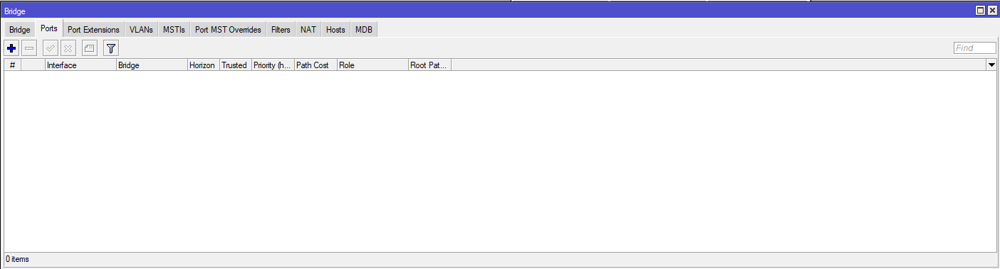 Bridge
Bridge Ports Port Extensions VLANs MSTIs Port MST Overrides Filters NAT Hosts MDB
Find
# Interface Bridge Horizon Trusted Priority (h... Path Cost Role Root Pat...
0 items